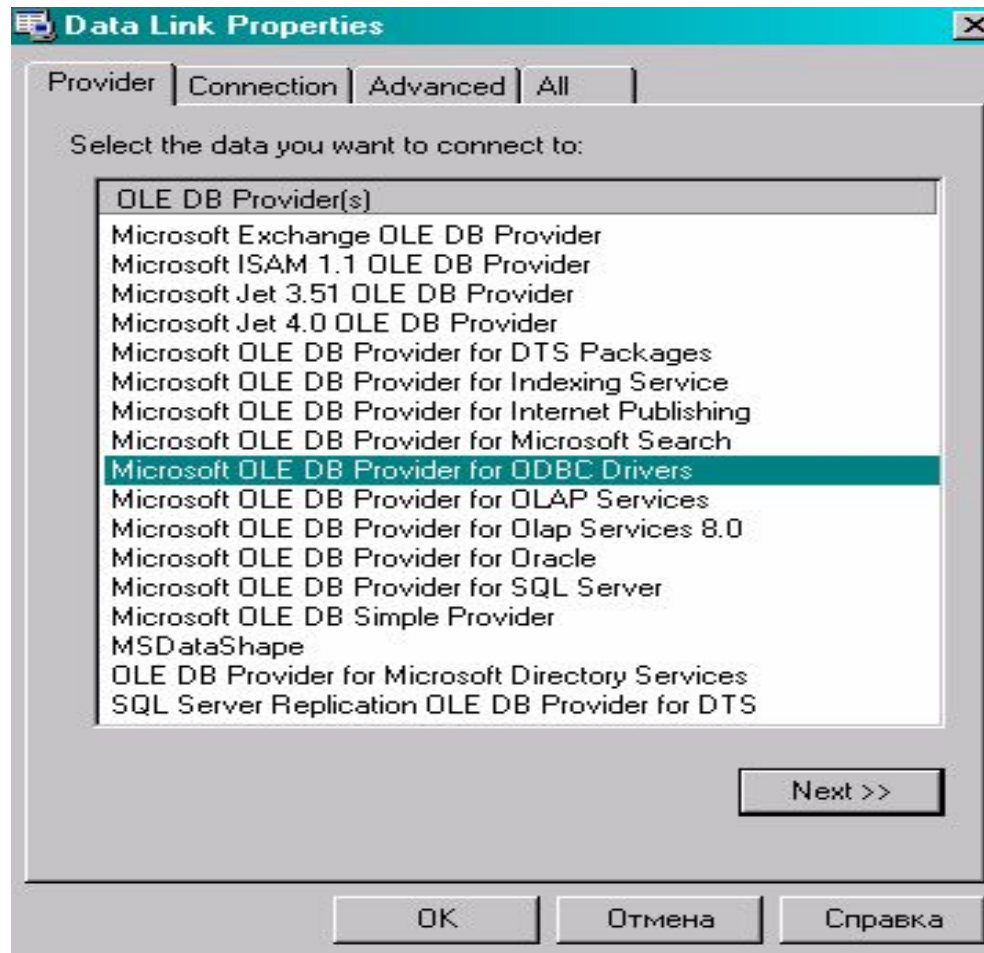 Data Link Properties
Provider Connection Advanced All
Select the data you want to connect to:
OLE DB Provider(s)
Microsoft Exchange OLE DB Provider
Microsoft ISAM 1.1 OLE DB Provider
Microsoft Jet 3.51 OLE DB Provider
Microsoft Jet 4.0 OLE DB Provider
Microsoft OLE DB Provider for DTS Packages
Microsoft OLE DB Provider for Indexing Service
Microsoft OLE DB Provider for Internet Publishing
Microsoft OLE DB Provider for Microsoft Search
Microsoft OLE DB Provider for ODBC Drivers
Microsoft OLE DB Provider for OLAP Services
Microsoft OLE DB Provider for Olap Services 8.0
Microsoft OLE DB Provider for Oracle
Microsoft OLE DB Provider for SQL Server
Microsoft OLE DB Simple Provider
MSDataShape
OLE DB Provider for Microsoft Directory Services
SQL Server Replication OLE DB Provider for DTS
Next >>
OK Отмена Справка